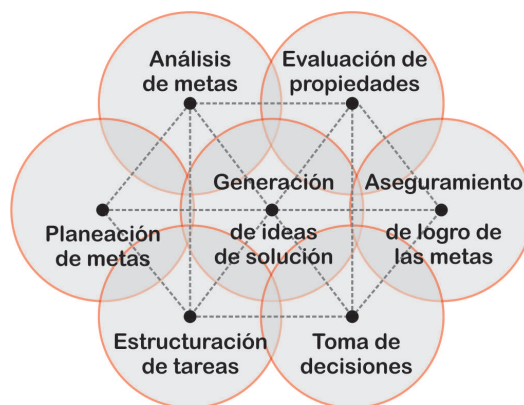 Análisis
de metas
Evaluación de
propiedades
Planeación
de metas
Generación
de ideas
de solución
Aseguramiento
de logro de
las metas
Estructuración
de tareas
Toma de
decisiones